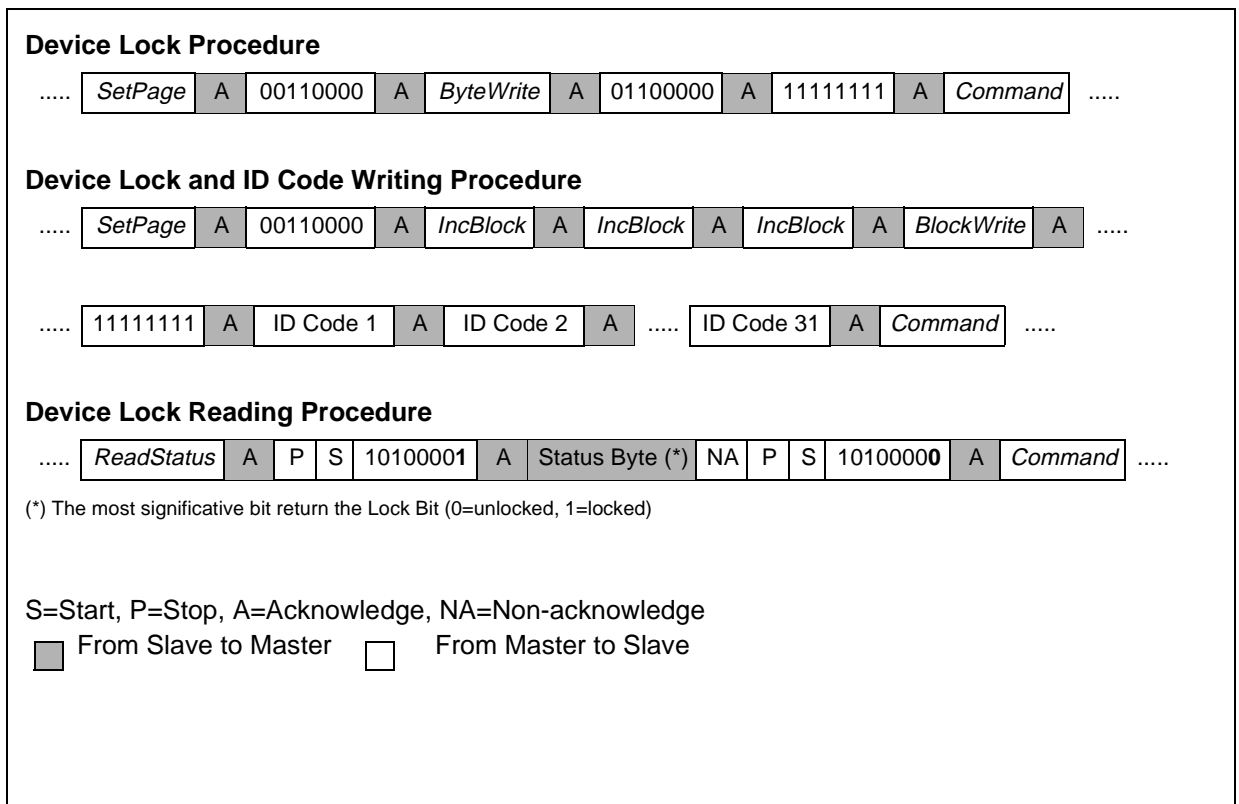 Device Lock Procedure
..... SetPage A 00110000 A ByteWrite A 01100000 A 11111111 A Command .....
Device Lock and ID Code Writing Procedure
..... SetPage A 00110000 A IncBlock A IncBlock A IncBlock A BlockWrite A .....
..... 11111111 A ID Code 1 A ID Code 2 A ..... ID Code 31 A Command .....
Device Lock Reading Procedure
..... ReadStatus A P S 10100001 A Status Byte (*) NA P S 10100000 A Command .....
(*) The most significative bit return the Lock Bit (0=unlocked, 1=locked)
S=Start, P=Stop, A=Acknowledge, NA=Non-acknowledge
From Slave to Master From Master to Slave